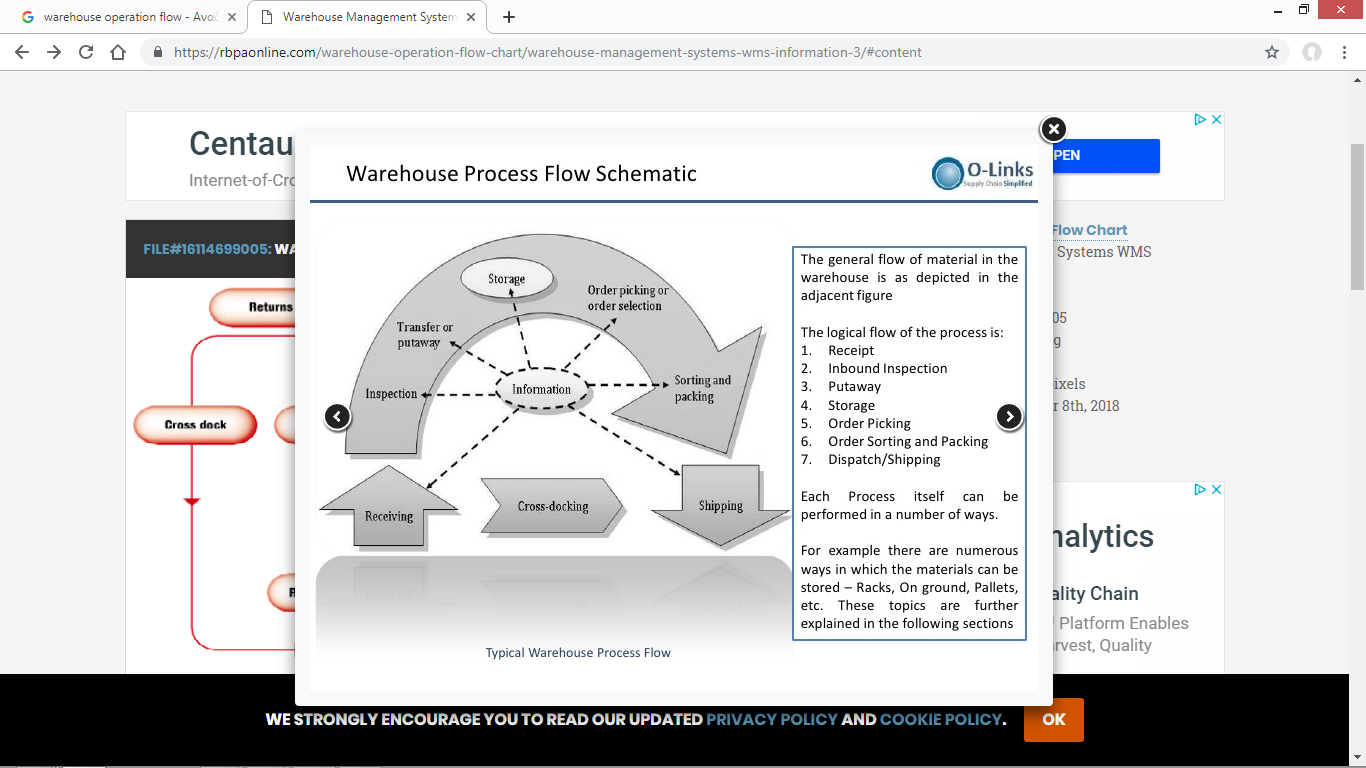 warehouse operation flow - Ανα
Warehouse Management System
https://rbpaonline.com/warehouse-operation-flow-chart/warehouse-management-systems-wms-information-3/#content
Centau
Internet-of-Cro
PEN
FILE#16114699005: WA
Flow Chart
Systems WMS
05
g
ixels
r 8th, 2018
Returns
Cross dock
R
nalytics
ality Chain
Platform Enables
arvest, Quality
Warehouse Process Flow Schematic
O-Links
Supply Chain Simplified
Storage
Order picking or
order selection
Transfer or
putaway
Inspection
Information
Sorting and
packing
Receiving
Cross-docking
Shipping
Typical Warehouse Process Flow
The general flow of material in the
warehouse is as depicted in the
adjacent figure
The logical flow of the process is:
1. Receipt
2. Inbound Inspection
3. Putaway
4. Storage
5. Order Picking
6. Order Sorting and Packing
7. Dispatch/Shipping
Each Process itself can be
performed in a number of ways.
For example there are numerous
ways in which the materials can be
stored – Racks, On ground, Pallets,
etc. These topics are further
explained in the following sections
WE STRONGLY ENCOURAGE YOU TO READ OUR UPDATED PRIVACY POLICY AND COOKIE POLICY.
OK